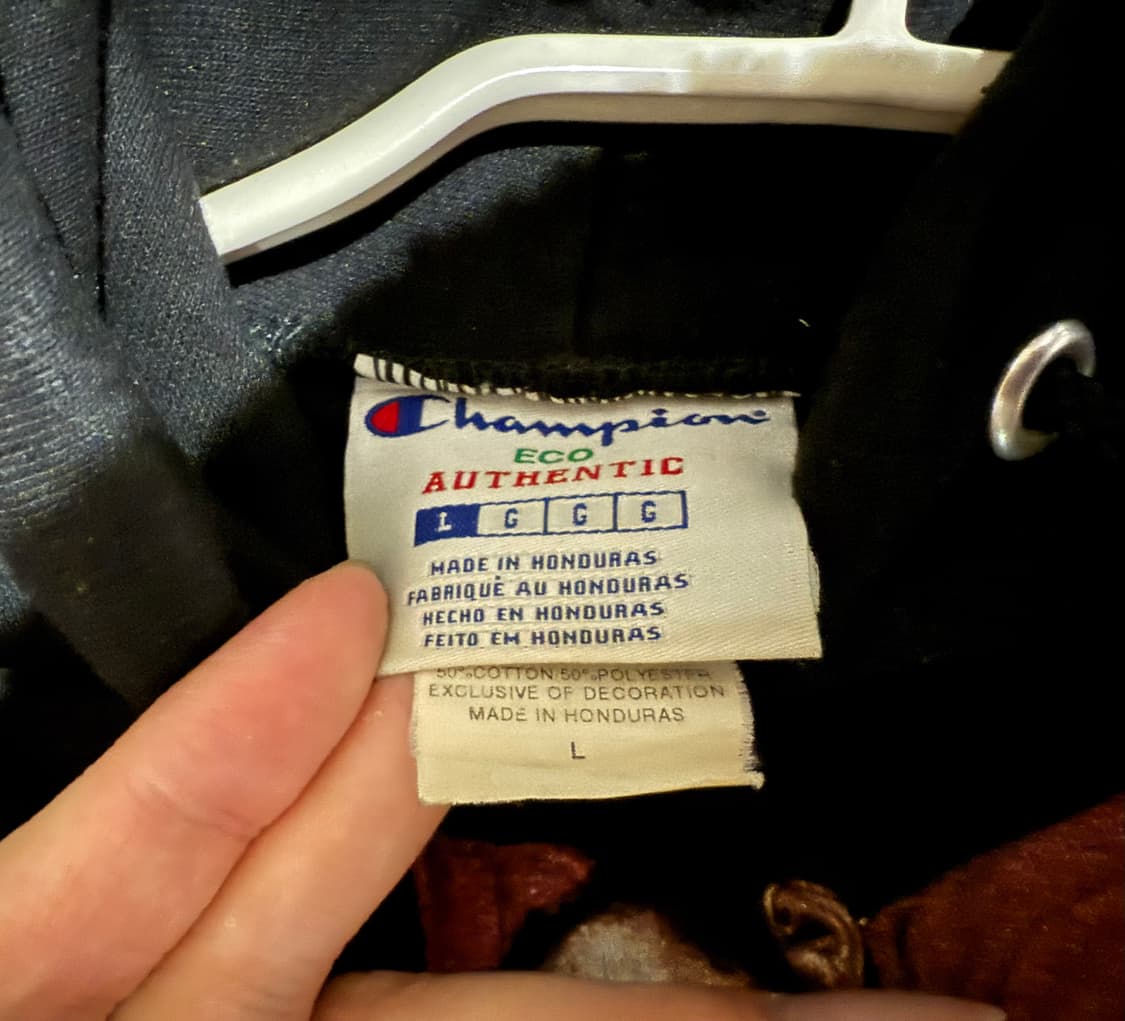 Champion
ECO
AUTHENTIC
L G G G
MADE IN HONDURAS
FABRIQUÈ AU HONDURAS
HECHO EN HONDURAS
FEITO EM HONDURAS
50%COTTON 50%POLYESTER
EXCLUSIVE OF DECORATION
MADE IN HONDURAS
L